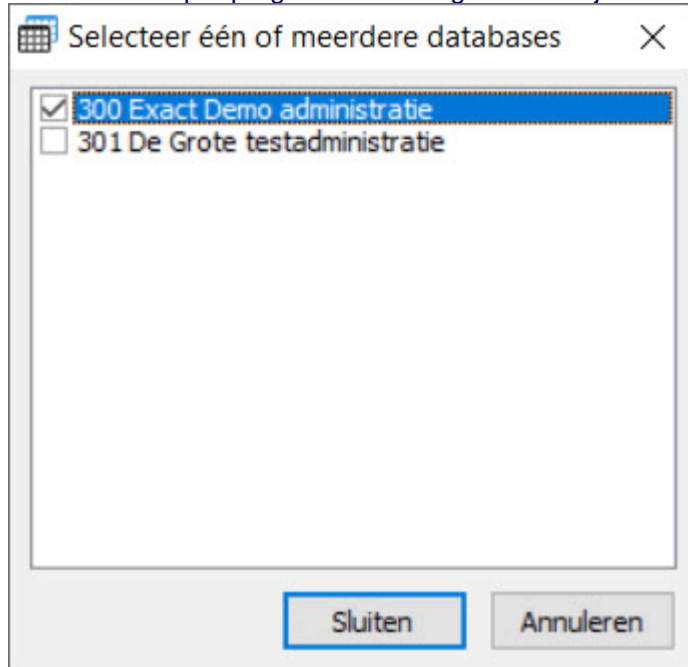 Selecteer één of meerdere databases
300 Exact Demo administratie
301 De Grote testadministratie
Sluiten
Annuleren